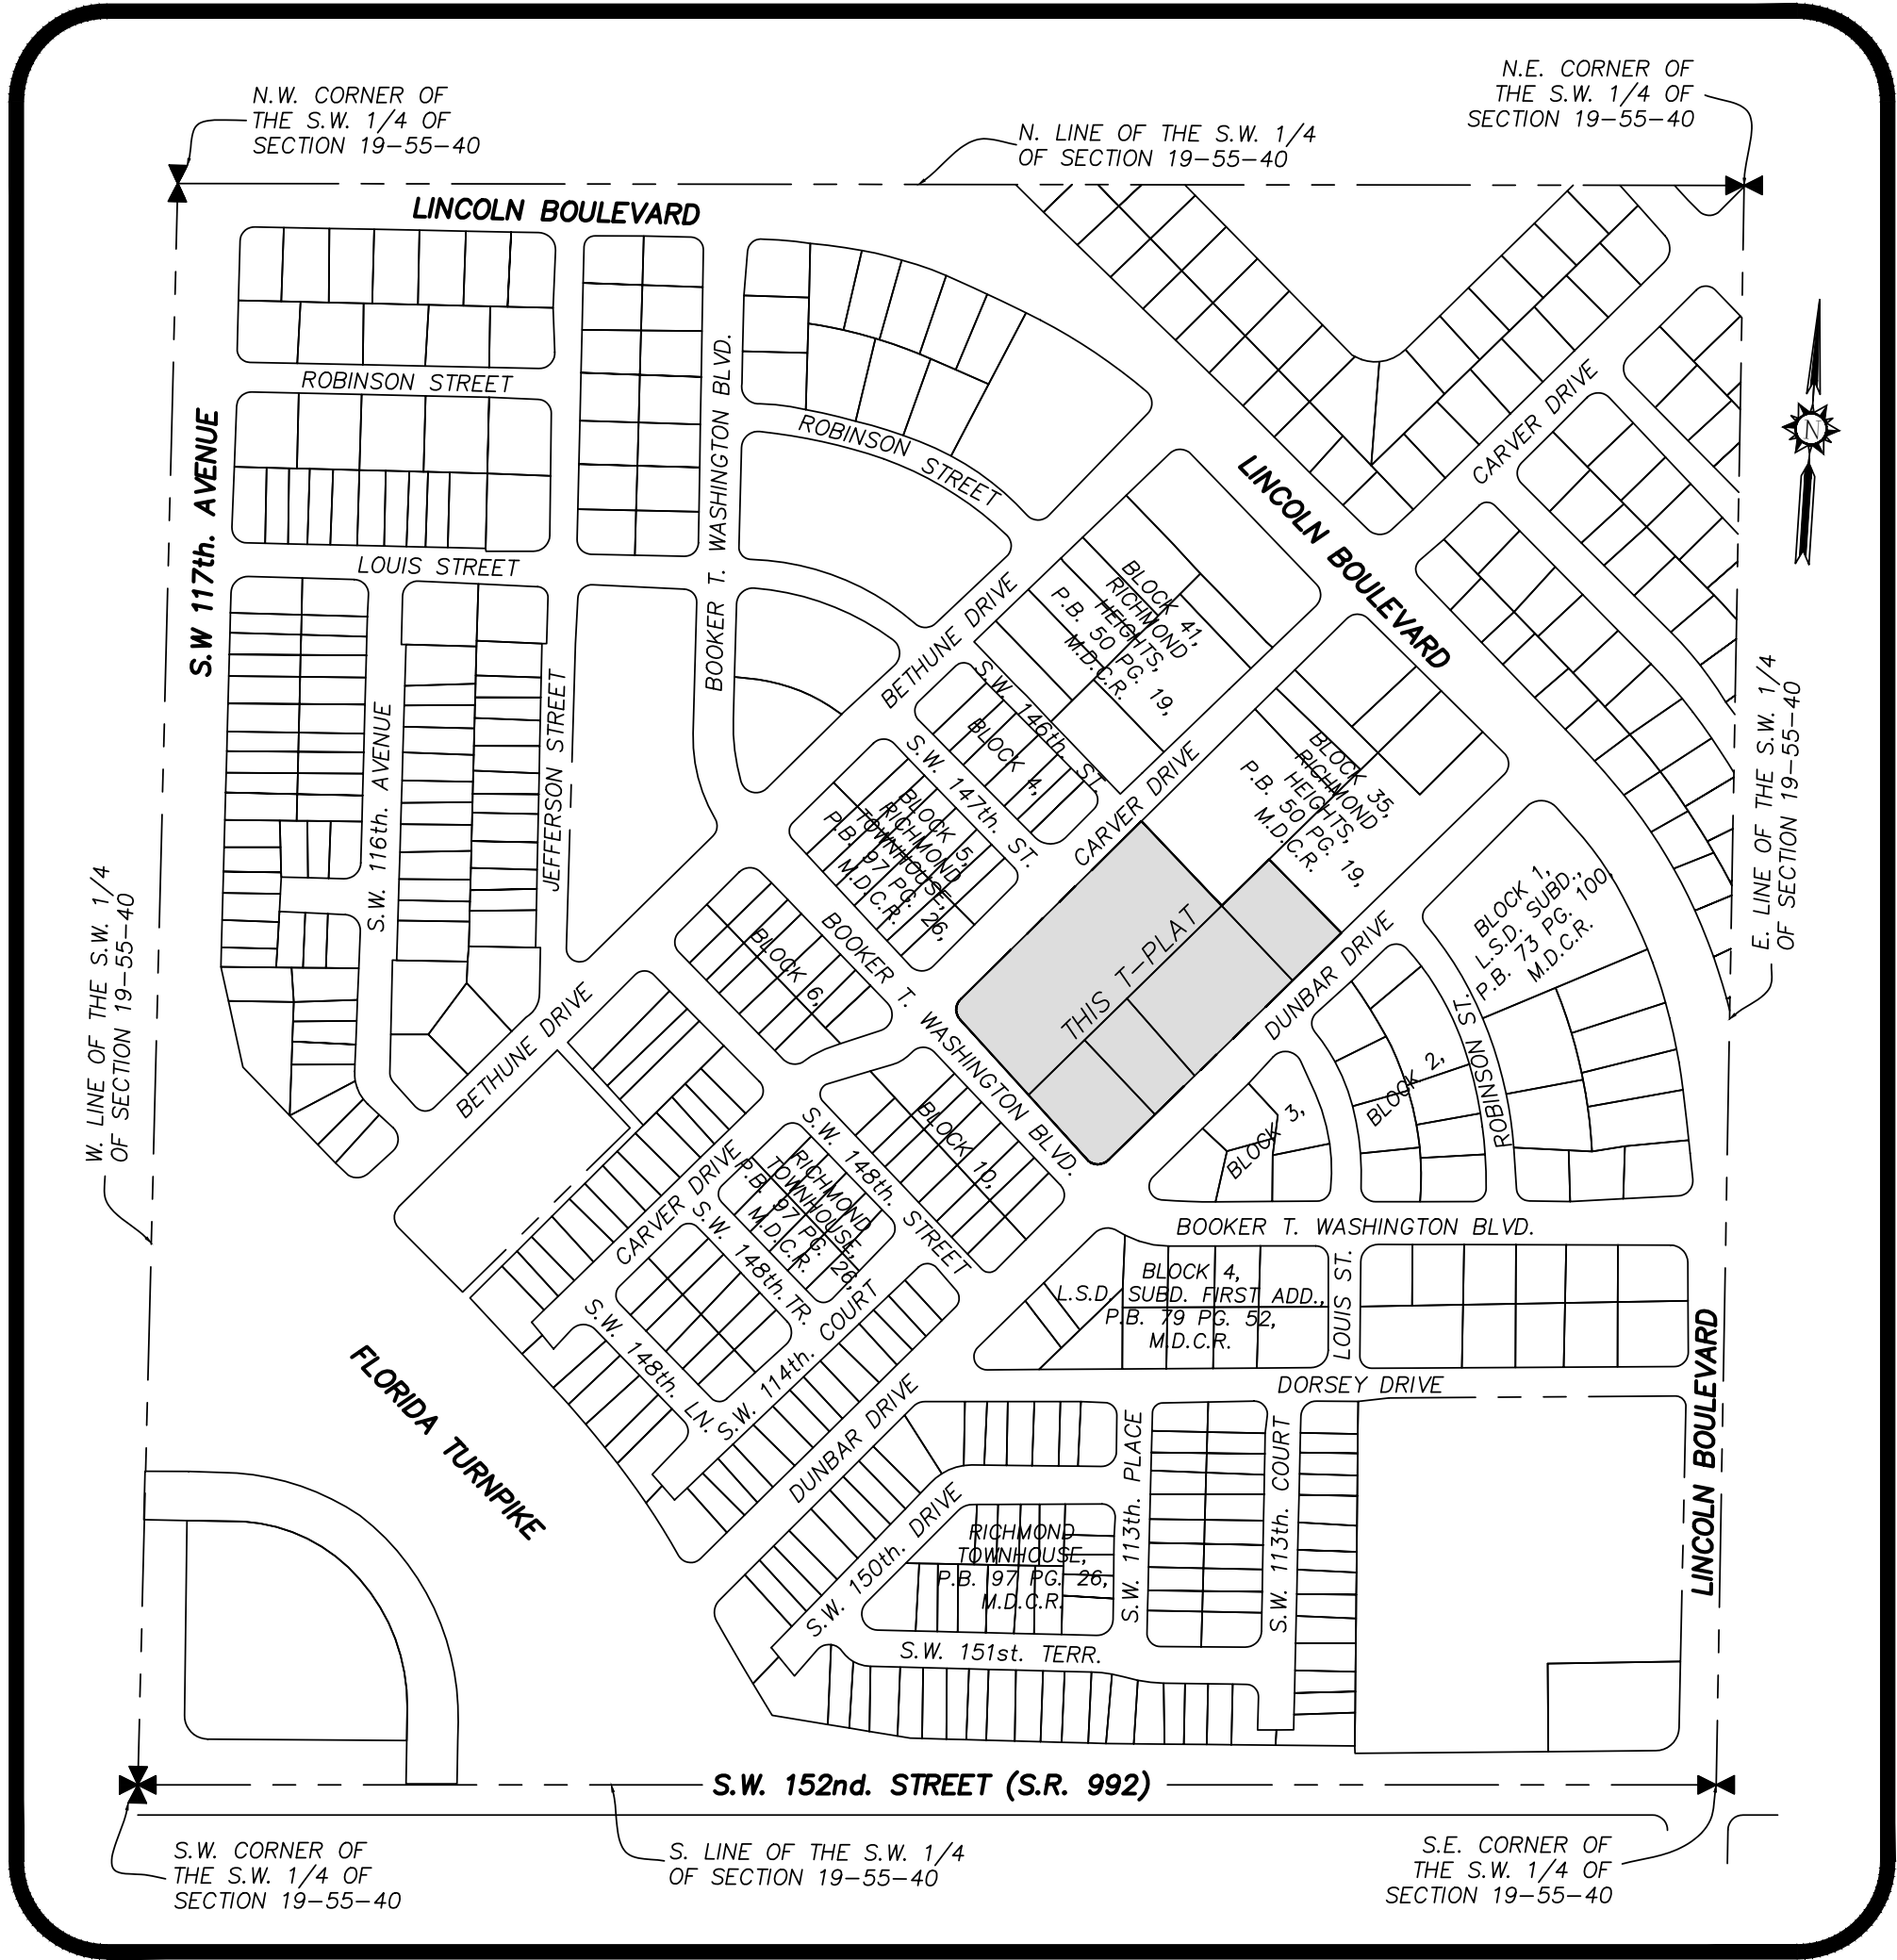 N.W. CORNER OF
THE S.W. 1/4 OF
SECTION 19-55-40
N. LINE OF THE S.W. 1/4
OF SECTION 19-55-40
N.E. CORNER OF
THE S.W. 1/4 OF
SECTION 19-55-40
LINCOLN BOULEVARD
ROBINSON STREET
S.W 117th. AVENUE
LOUIS STREET
BOOKER T. WASHINGTON BLVD.
ROBINSON STREET
BETHUNE DRIVE
LINCOLN BOULEVARD
CARVER DRIVE
N
BLOCK 41,
RICHMOND
HEIGHTS,
P.B. 50 PG. 19,
M.D.C.R.
S.W. 146th. ST.
BLOCK 4,
S.W. 147th. ST.
BLOCK 5,
RICHMOND
TOWNHOUSE,
P.B. 97 PG. 26,
M.D.C.R.
CARVER DRIVE
BLOCK 35,
RICHMOND
HEIGHTS,
P.B. 50 PG. 19,
M.D.C.R.
S.W. 116th. AVENUE
JEFFERSON STREET
E. LINE OF THE S.W. 1/4
OF SECTION 19-55-40
W. LINE OF THE S.W. 1/4
OF SECTION 19-55-40
BLOCK 1,
L.S.D. SUBD.,
P.B. 73 PG. 100,
M.D.C.R.
THIS T-PLAT
DUNBAR DRIVE
BLOCK 6,
BOOKER T. WASHINGTON BLVD.
BETHUNE DRIVE
ROBINSON ST.
BLOCK 2,
BLOCK 3,
BLOCK 10,
S.W. 148th. STREET
CARVER DRIVE
RICHMOND
TOWNHOUSE,
P.B. 97 PG. 26,
M.D.C.R.
S.W. 148th. TR.
S.W. 148th. LN.
S.W. 114th. COURT
BOOKER T. WASHINGTON BLVD.
BLOCK 4,
L.S.D. SUBD. FIRST ADD.,
P.B. 79 PG. 52,
M.D.C.R.
LOUIS ST.
DORSEY DRIVE
LINCOLN BOULEVARD
FLORIDA TURNPIKE
DUNBAR DRIVE
S.W. 150th. DRIVE
RICHMOND
TOWNHOUSE,
P.B. 97 PG. 26,
M.D.C.R.
S.W. 113th. PLACE
S.W. 113th. COURT
S.W. 151st. TERR.
S.W. 152nd. STREET (S.R. 992)
S.W. CORNER OF
THE S.W. 1/4 OF
SECTION 19-55-40
S. LINE OF THE S.W. 1/4
OF SECTION 19-55-40
S.E. CORNER OF
THE S.W. 1/4 OF
SECTION 19-55-40